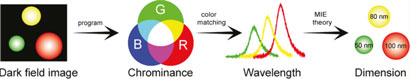 program
color
matching
MIE
theory
G
B
R
80 nm
50 nm
100 nm
Dark field image
Chrominance
Wavelength
Dimension